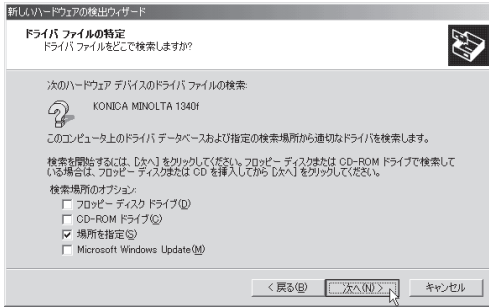 新しいハードウェアの検出ウィザード
ドライバ ファイルの特定
ドライバ ファイルをどこで検索しますか?
次のハードウェア デバイスのドライバ ファイルの検索:
KONICA MINOLTA 1340f
このコンピュータ上のドライバ データベースおよび指定の検索場所から適切なドライバを検索します。
検索を開始するには、[次へ] をクリックしてください。フロッピー ディスクまたは CD-ROM ドライブで検索して
いる場合は、フロッピー ディスクまたは CD を挿入してから [次へ] をクリックしてください。
検索場所のオプション:
フロッピー ディスク ドライブ(D)
CD-ROM ドライブ(C)
場所を指定(S)
Microsoft Windows Update(M)
< 戻る(B) 次へ(N) > キャンセル